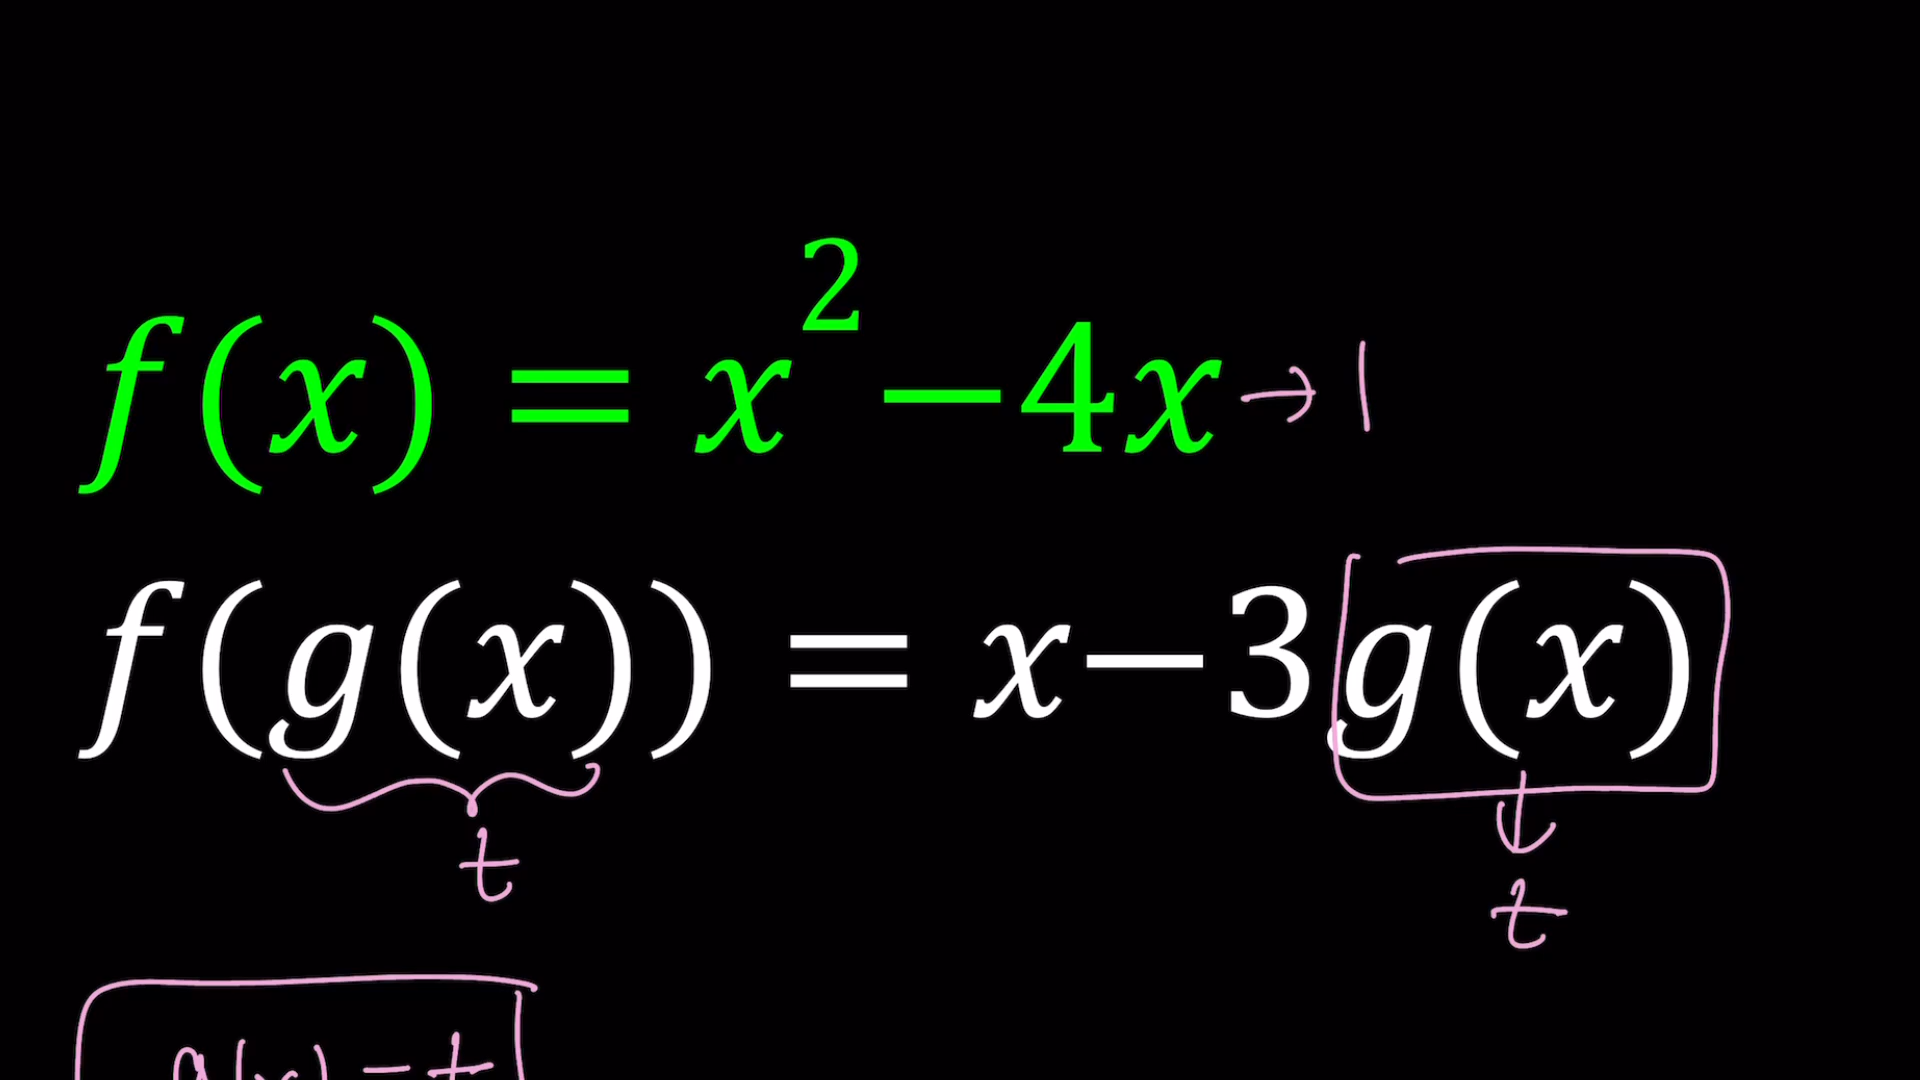 f(x) = x² −4x → 1
f(g(x)) = x−3g(x)
t
t
g(x) = t